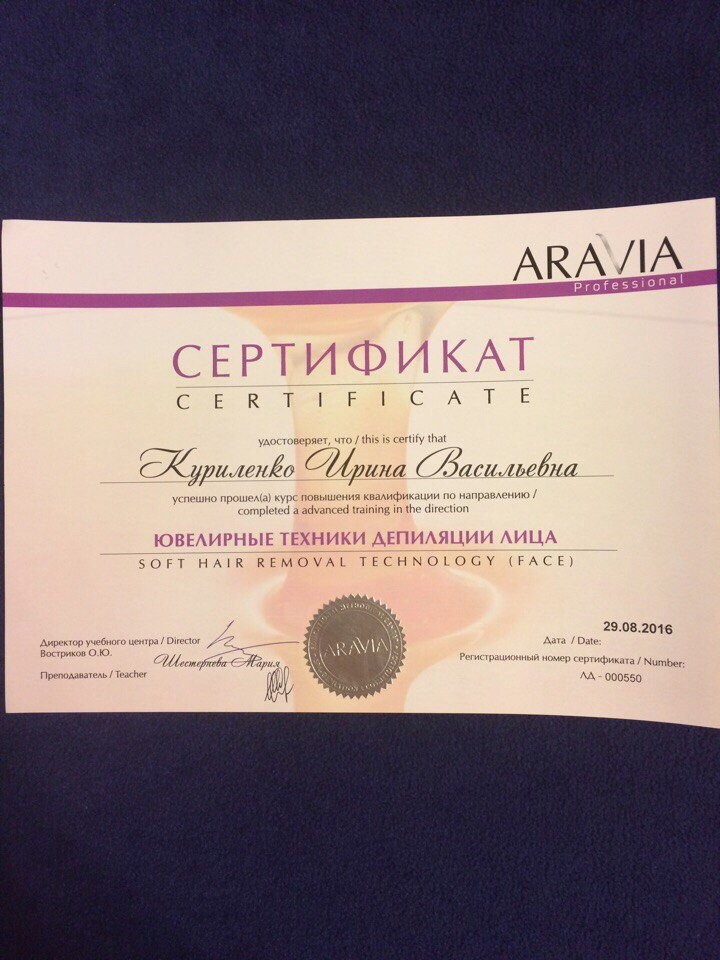 ARAVIA
Professional
СЕРТИФИКАТ
CERTIFICATE
удостоверяет, что / this is certify that
Куриленко Ирина Васильевна
успешно прошел(а) курс повышения квалификации по направлению /
completed a advanced training in the direction
ЮВЕЛИРНЫЕ ТЕХНИКИ ДЕПИЛЯЦИИ ЛИЦА
SOFT HAIR REMOVAL TECHNOLOGY (FACE)
Директор учебного центра / Director
Востриков О.Ю.
Шестернева Мария
Преподаватель / Teacher
ARAVIA
29.08.2016
Дата / Date:
Регистрационный номер сертификата / Number:
ЛД - 000550